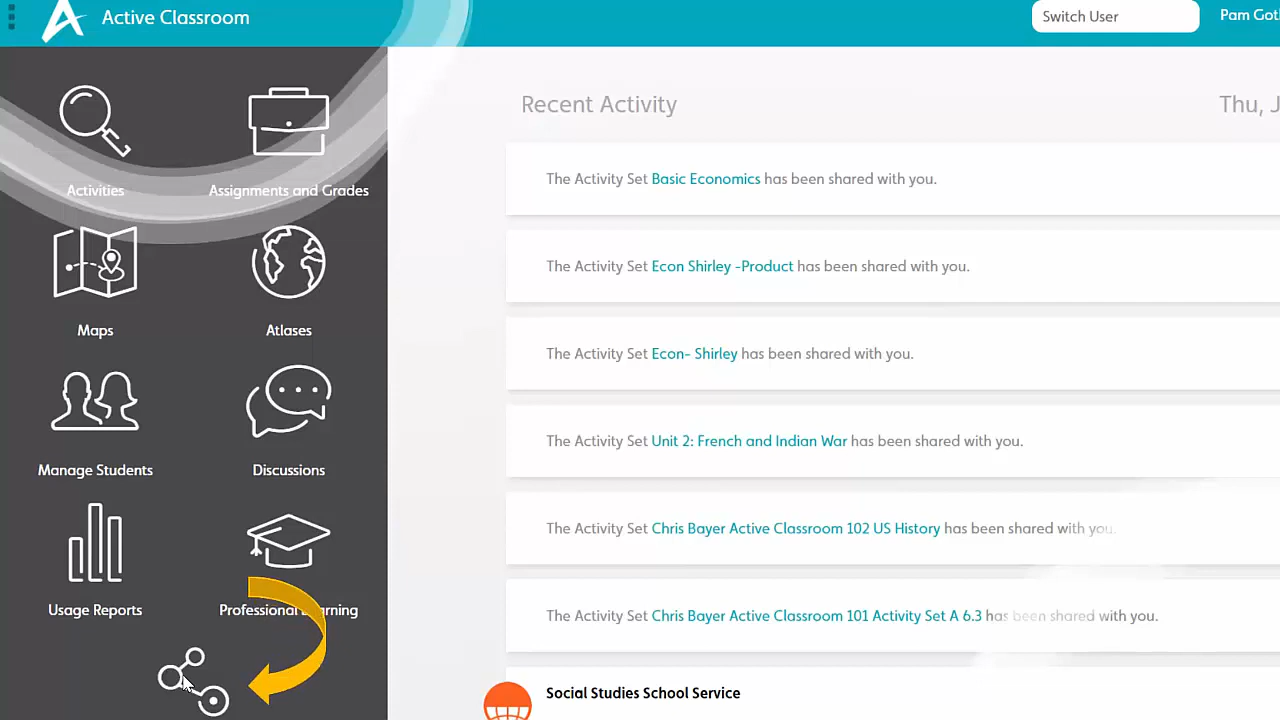 Active Classroom
Switch User
Pam
Recent Activity
Thu,
Activities
Assignments and Grades
Maps
Atlases
Manage Students
Discussions
Usage Reports
Professional
The Activity Set Basic Economics has been shared with you.
The Activity Set Econ Shirley -Product has been shared with you.
The Activity Set Econ- Shirley has been shared with you.
The Activity Set Unit 2: French and Indian War has been shared with you.
The Activity Set Chris Bayer Active Classroom 102 US History has been shared with you.
The Activity Set Chris Bayer Active Classroom 101 Activity Set A 6.3 has been shared with you.
Social Studies School Service